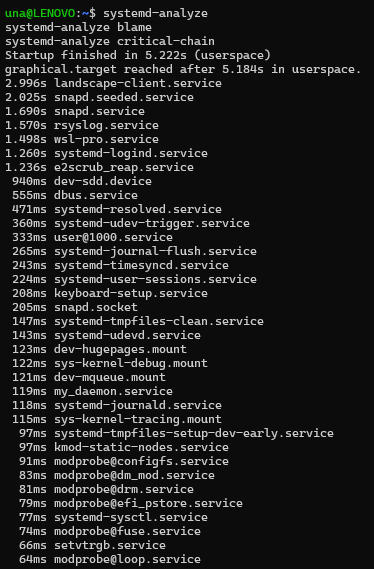 una@LENOVO:~$ systemd-analyze
systemd-analyze blame
systemd-analyze critical-chain
Startup finished in 5.222s (userspace)
graphical.target reached after 5.184s in userspace.
2.996s landscape-client.service
2.025s snapd.seeded.service
1.690s snapd.service
1.570s rsyslog.service
1.498s wsl-pro.service
1.260s systemd-logind.service
1.236s e2scrub_reap.service
940ms dev-sdd.device
555ms dbus.service
471ms systemd-resolved.service
360ms systemd-udev-trigger.service
333ms user@1000.service
265ms systemd-journal-flush.service
243ms systemd-timesyncd.service
224ms systemd-user-sessions.service
208ms keyboard-setup.service
205ms snapd.socket
147ms systemd-tmpfiles-clean.service
143ms systemd-udevd.service
123ms dev-hugepages.mount
122ms sys-kernel-debug.mount
121ms dev-mqueue.mount
119ms my_daemon.service
118ms systemd-journald.service
115ms sys-kernel-tracing.mount
97ms systemd-tmpfiles-setup-dev-early.service
97ms kmod-static-nodes.service
91ms modprobe@configfs.service
83ms modprobe@dm_mod.service
81ms modprobe@drm.service
79ms modprobe@efi_pstore.service
77ms systemd-sysctl.service
74ms modprobe@fuse.service
66ms setvtrgb.service
64ms modprobe@loop.service